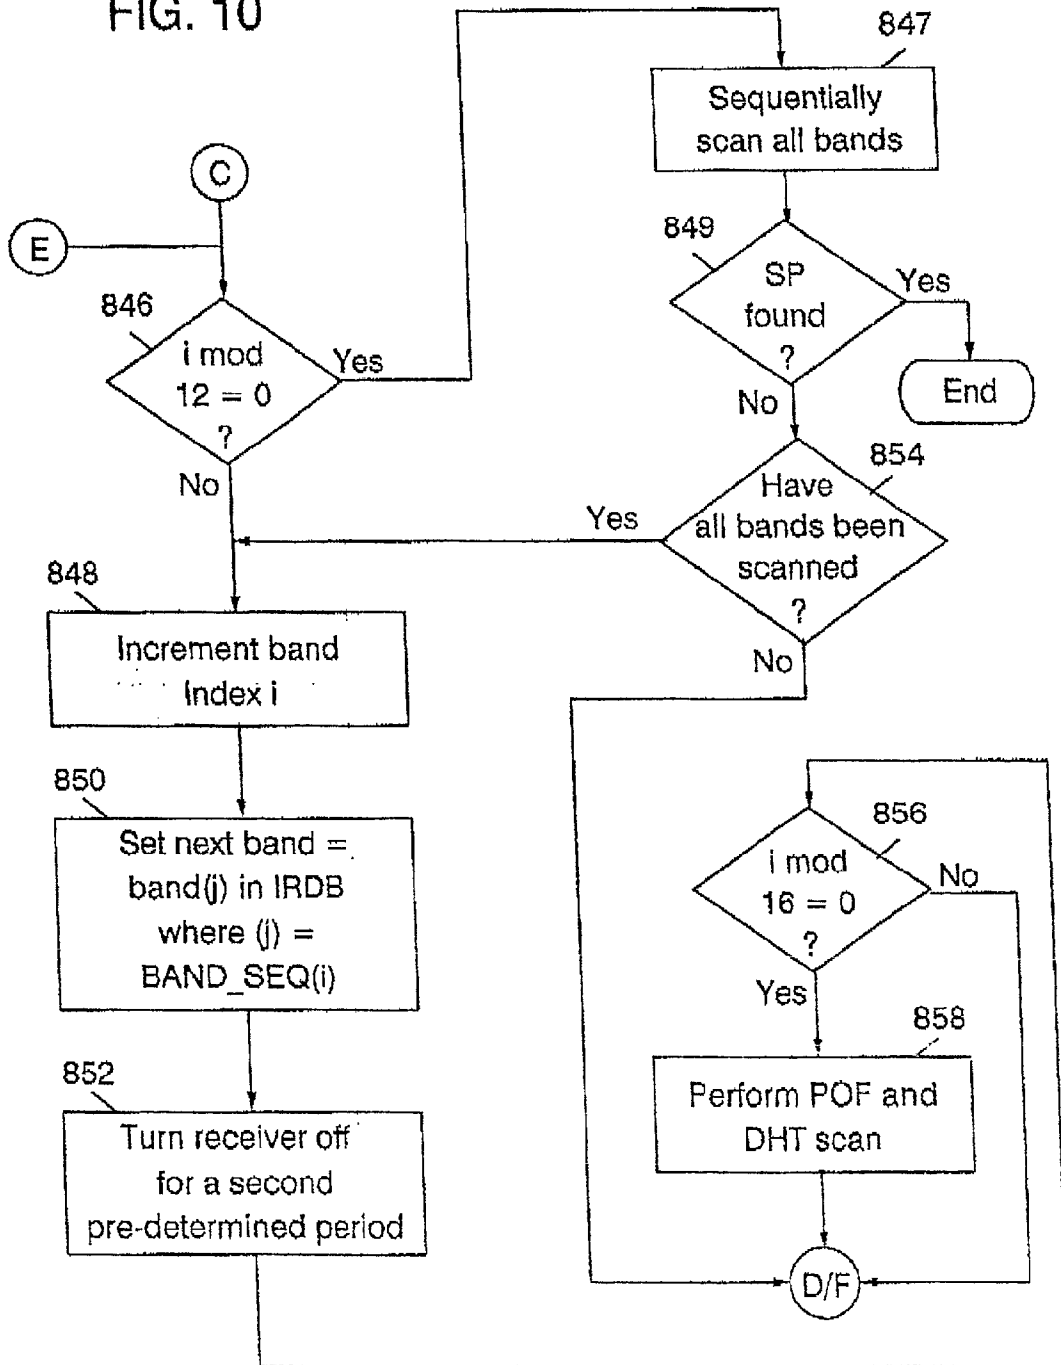 FIG. 10
847
Sequentially
scan all bands
C
E
849
SP
found
?
Yes
End
No
846
i mod
12 = 0
?
Yes
No
854
Have
all bands been
scanned
?
Yes
No
848
Increment band
Index i
850
Set next band =
band(j) in IRDB
where (j) =
BAND_SEQ(i)
856
i mod
16 = 0
?
No
Yes
858
Perform POF and
DHT scan
852
Turn receiver off
for a second
pre-determined period
D/F